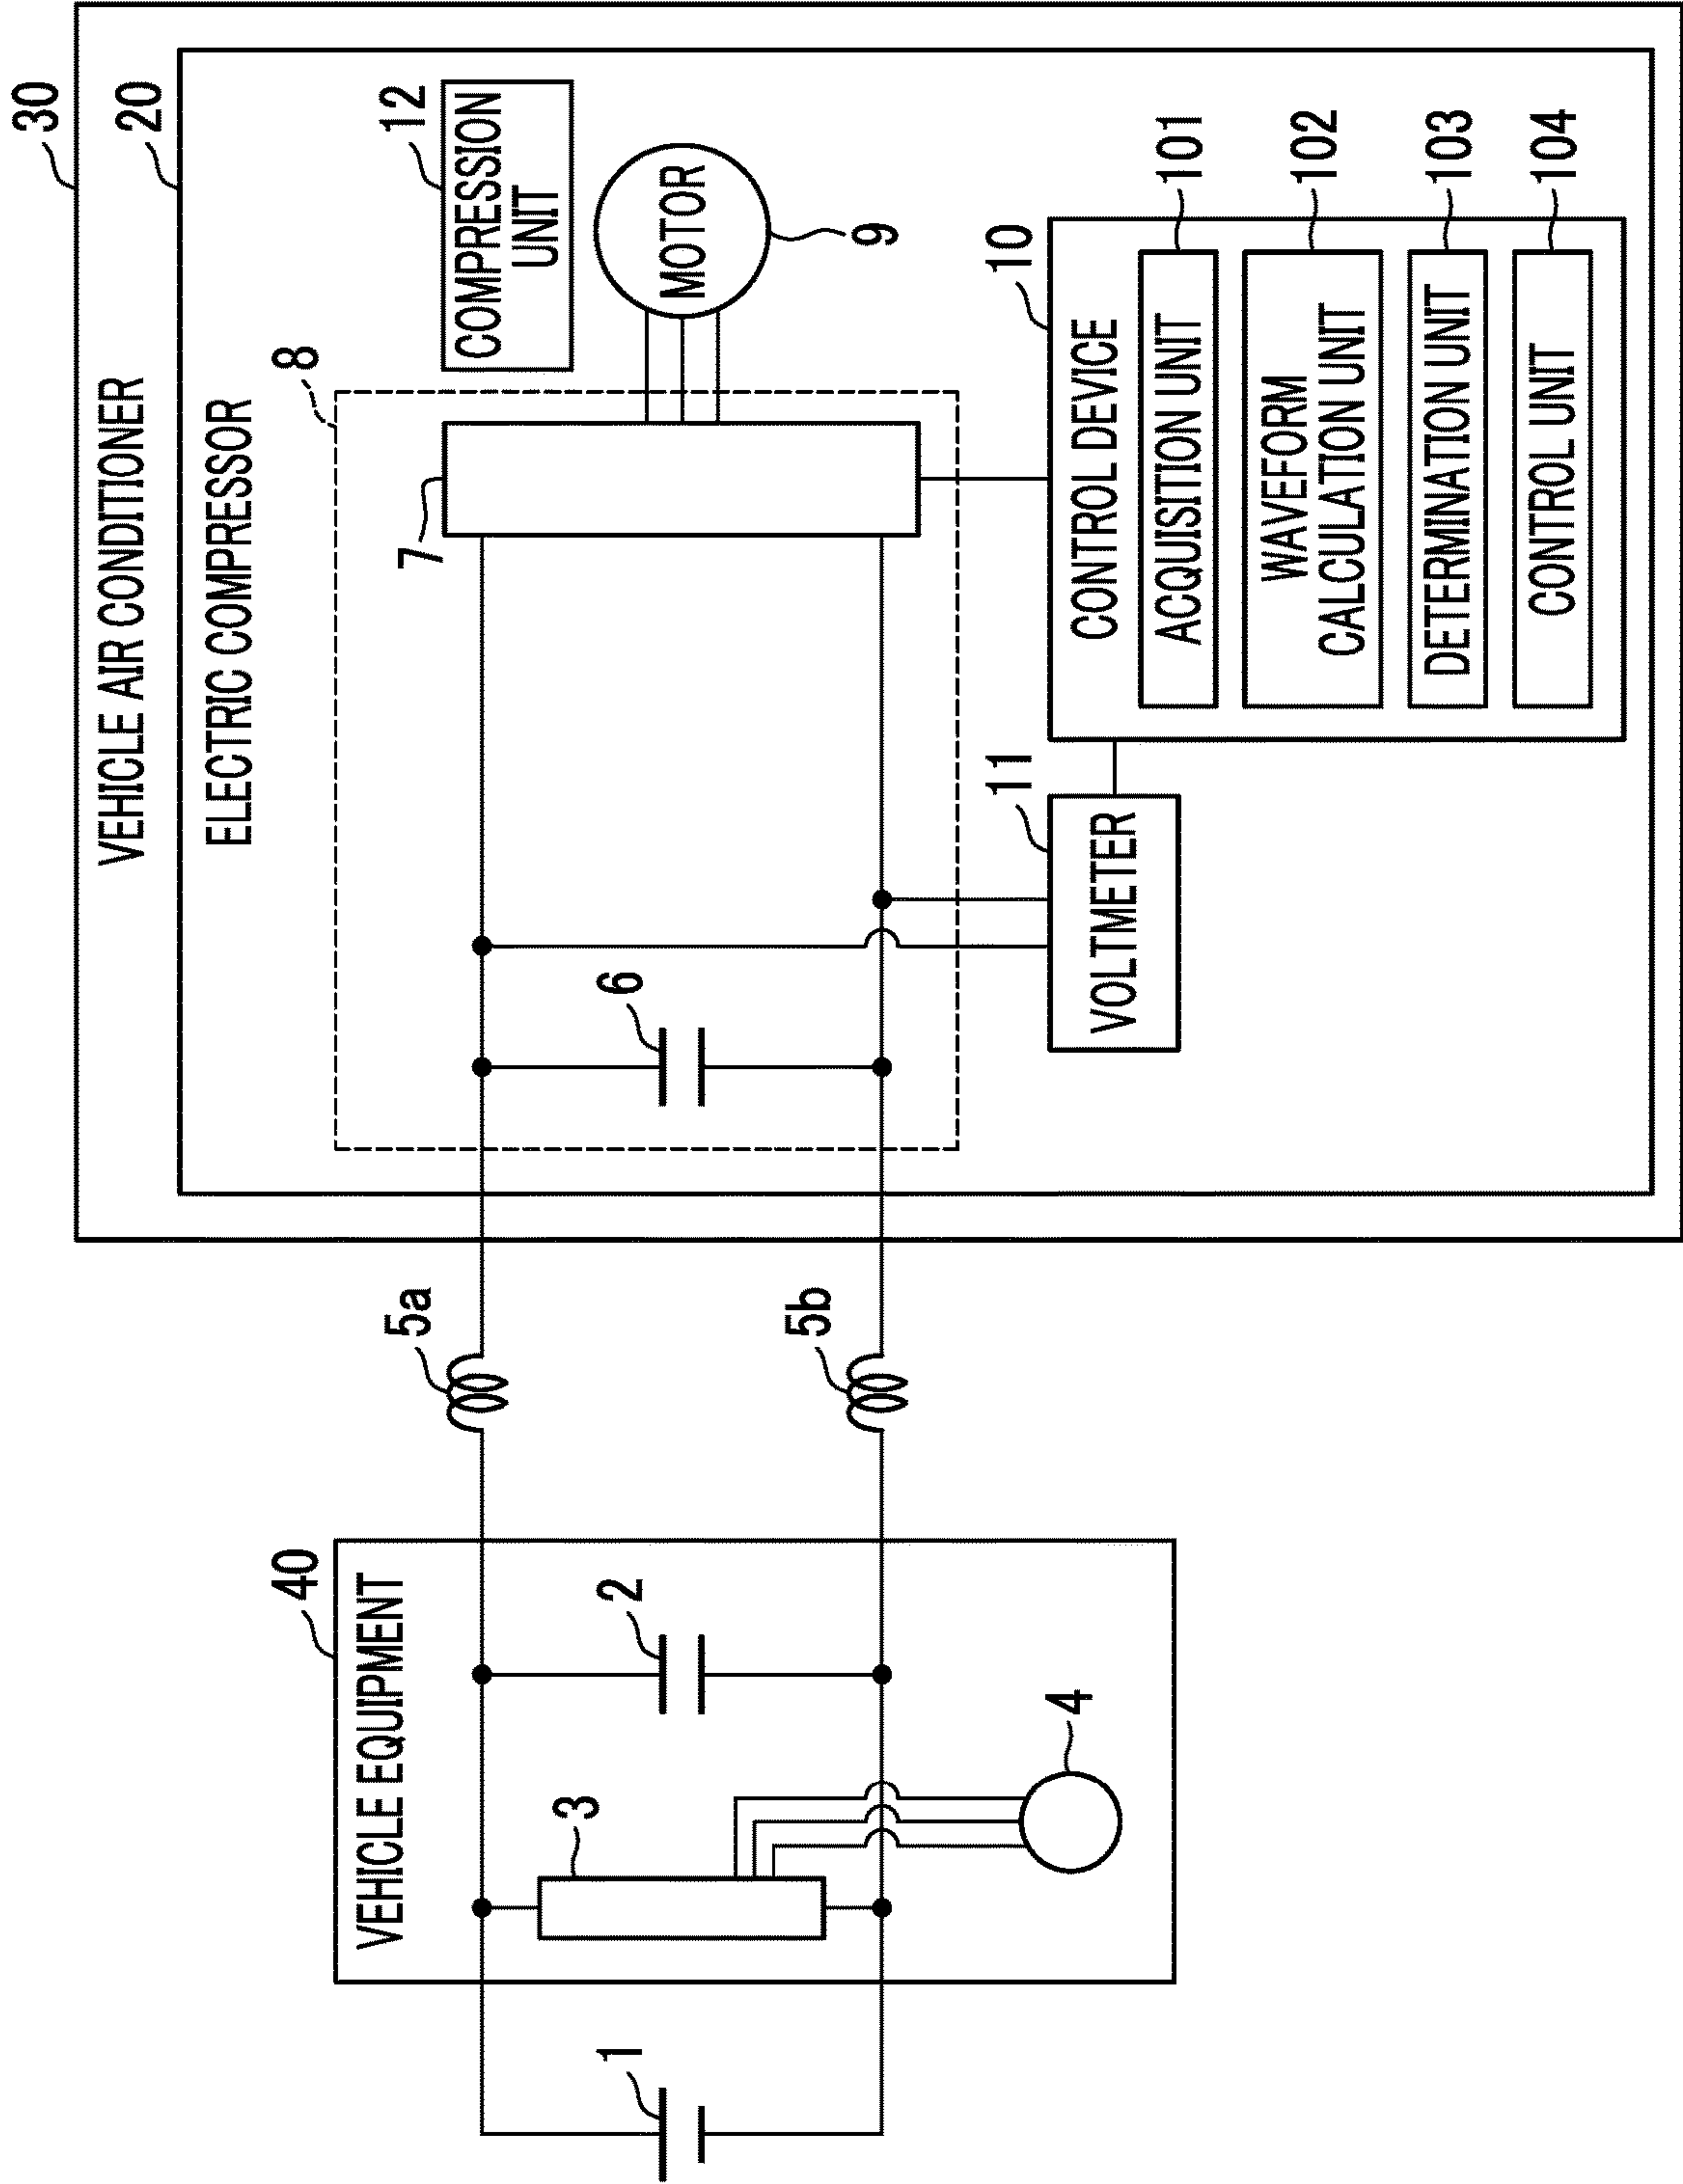 30
VEHICLE AIR CONDITIONER
20
ELECTRIC COMPRESSOR
40
VEHICLE EQUIPMENT
8
5a
7
12
COMPRESSION
UNIT
1
3
2
6
MOTOR
9
5b
4
11
VOLTMETER
10
CONTROL DEVICE
ACQUISITION UNIT
101
WAVEFORM
CALCULATION UNIT
102
DETERMINATION UNIT
103
CONTROL UNIT
104